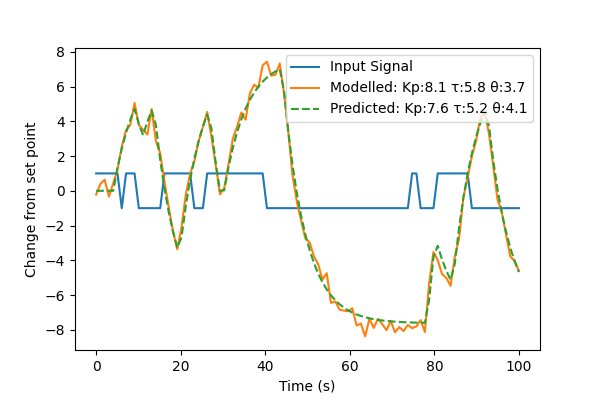 8
6
4
2
0
−2
−4
−6
−8
Change from set point
Input Signal
Modelled: Kp:8.1 τ:5.8 θ:3.7
Predicted: Kp:7.6 τ:5.2 θ:4.1
0 20 40 60 80 100
Time (s)